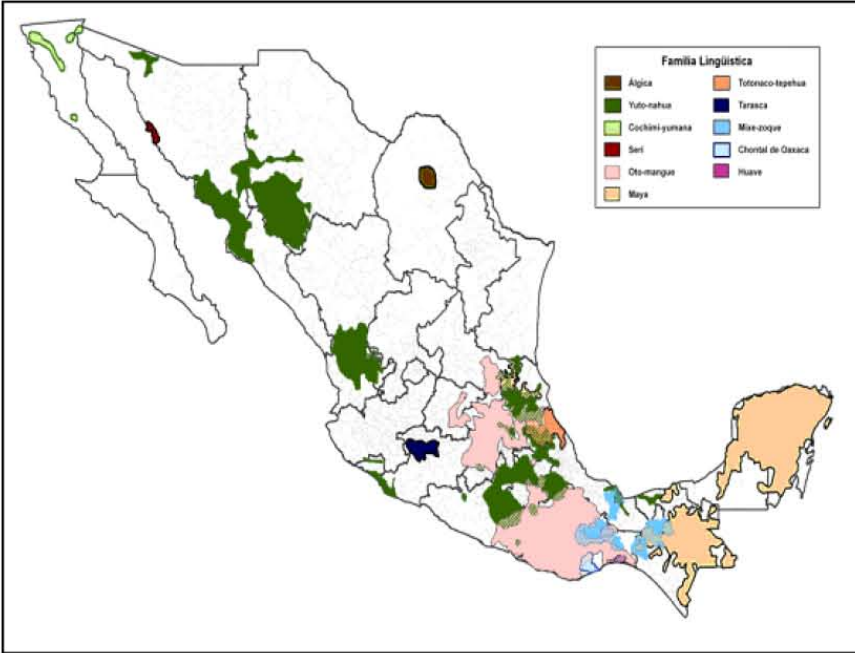 Familia Lingüística
Álgica
Yuto-nahua
Cochimí-yumana
Seri
Oto-mangue
Maya
Totonaco-tepehua
Tarasca
Mixe-zoque
Chontal de Oaxaca
Huave